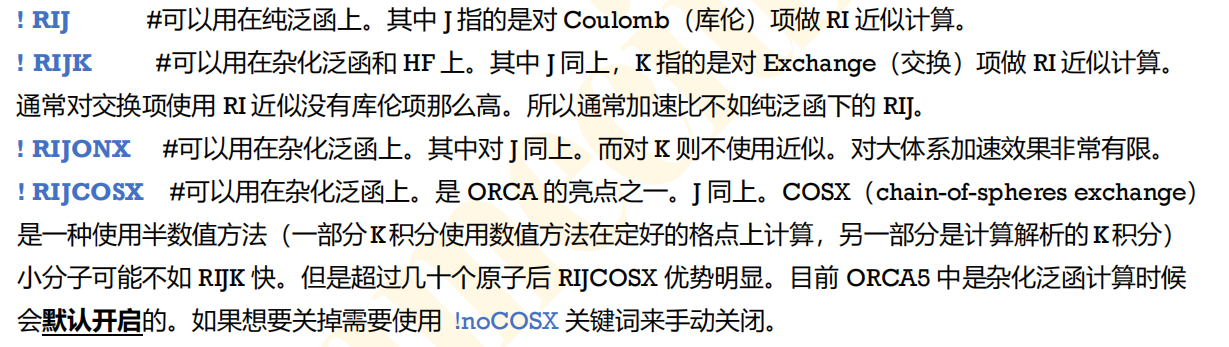 ! RIJ #可以用在纯泛函上。其中 J 指的是对 Coulomb（库伦）项做 RI 近似计算。
! RIJK #可以用在杂化泛函和 HF 上。其中 J 同上，K 指的是对 Exchange（交换）项做 RI 近似计算。
通常对交换项使用 RI 近似没有库伦项那么高。所以通常加速比不如纯泛函下的 RIJ。
! RIJONX #可以用在杂化泛函上。其中对 J 同上。而对 K 则不使用近似。对大体系加速效果非常有限。
! RIJCOSX #可以用在杂化泛函上。是 ORCA 的亮点之一。J 同上。COSX（chain-of-spheres exchange）
是一种使用半数值方法（一部分 K 积分使用数值方法在定好的格点上计算，另一部分是计算解析的 K 积分）
小分子可能不如 RIJK 快。但是超过几十个原子后 RIJCOSX 优势明显。目前 ORCA5 中是杂化泛函计算时候
会默认开启的。如果想要关掉需要使用 !noCOSX 关键词来手动关闭。